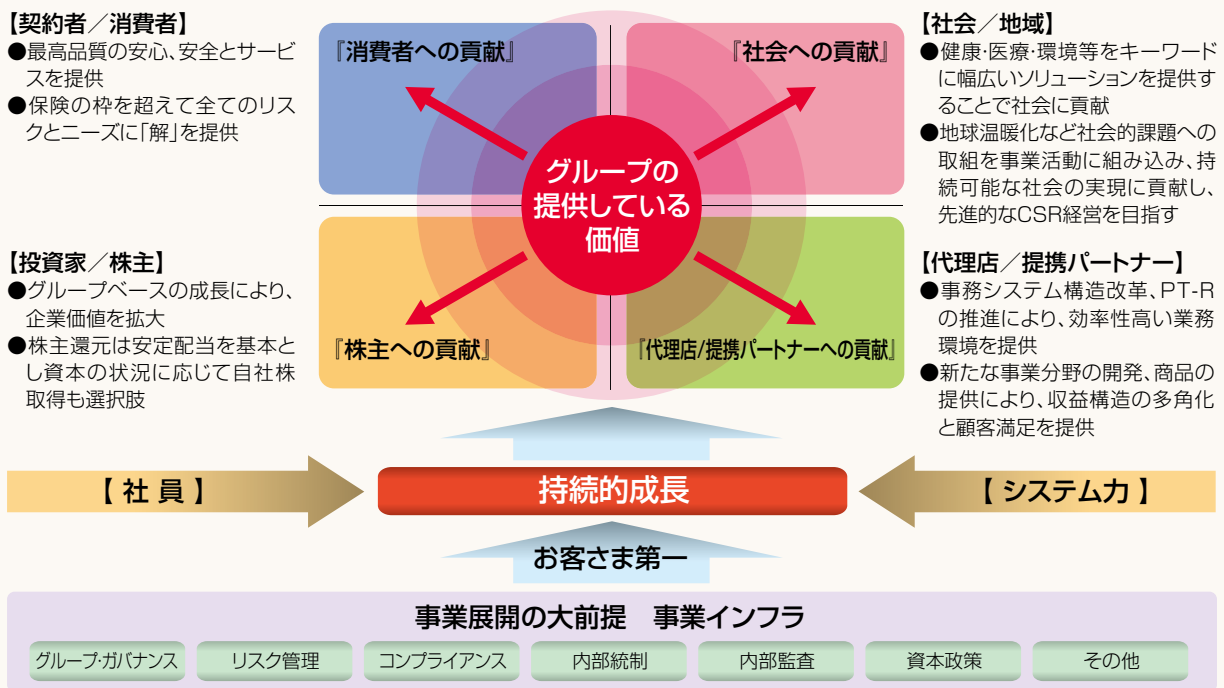 【契約者／消費者】
●最高品質の安心、安全とサービ
スを提供
●保険の枠を超えて全てのリス
クとニーズに「解」を提供
【投資家／株主】
●グループベースの成長により、
企業価値を拡大
●株主還元は安定配当を基本と
し資本の状況に応じて自社株
取得も選択肢
『消費者への貢献』
『社会への貢献』
グループの
提供している
価値
『株主への貢献』
『代理店/提携パートナーへの貢献』
【社会／地域】
●健康・医療・環境等をキーワード
に幅広いソリューションを提供す
ることで社会に貢献
●地球温暖化など社会的課題への
取組を事業活動に組み込み、持
続可能な社会の実現に貢献し、
先進的なCSR経営を目指す
【代理店／提携パートナー】
●事務システム構造改革、PT-R
の推進により、効率性高い業務
環境を提供
●新たな事業分野の開発、商品の
提供により、収益構造の多角化
と顧客満足を提供
【 社 員 】
持続的成長
【 システム力 】
お客さま第一
事業展開の大前提　事業インフラ
グループ・ガバナンス
リスク管理
コンプライアンス
内部統制
内部監査
資本政策
その他